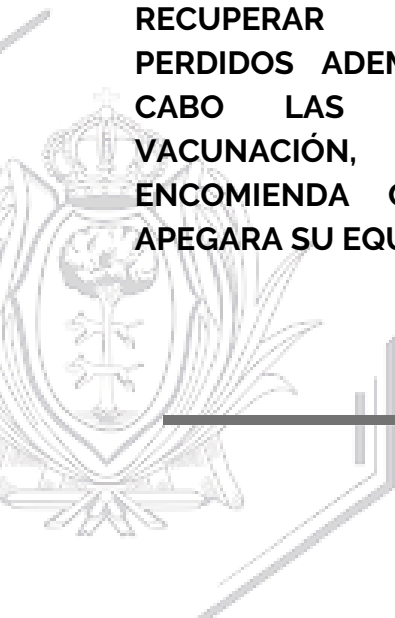 RECUPERAR
PERDIDOS
CABO LAS
VACUNACIÓN,
ENCOMIENDA
APEGARA SU